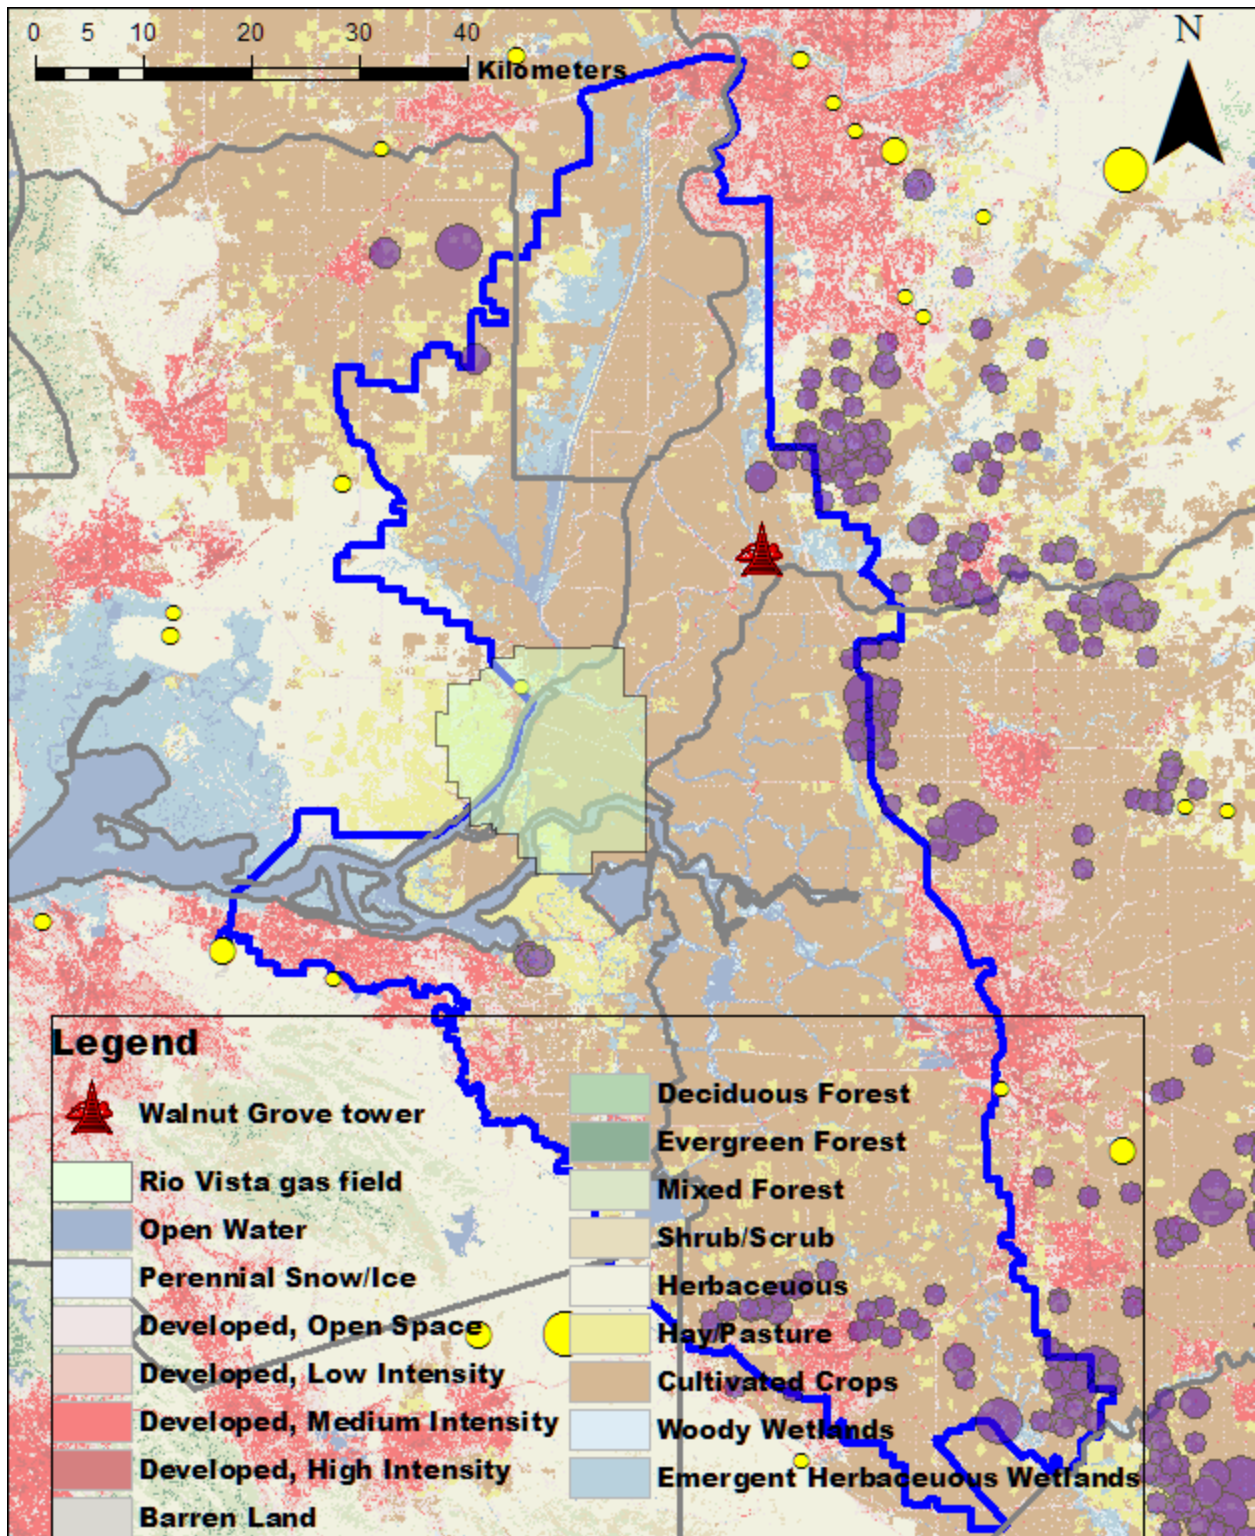 0 5 10 20 30 40
Kilometers
N
Legend
Walnut Grove tower
Rio Vista gas field
Open Water
Perennial Snow/Ice
Developed, Open Space
Developed, Low Intensity
Developed, Medium Intensity
Developed, High Intensity
Barren Land
Deciduous Forest
Evergreen Forest
Mixed Forest
Shrub/Scrub
Herbaceuous
Hay/Pasture
Cultivated Crops
Woody Wetlands
Emergent Herbaceuous Wetlands